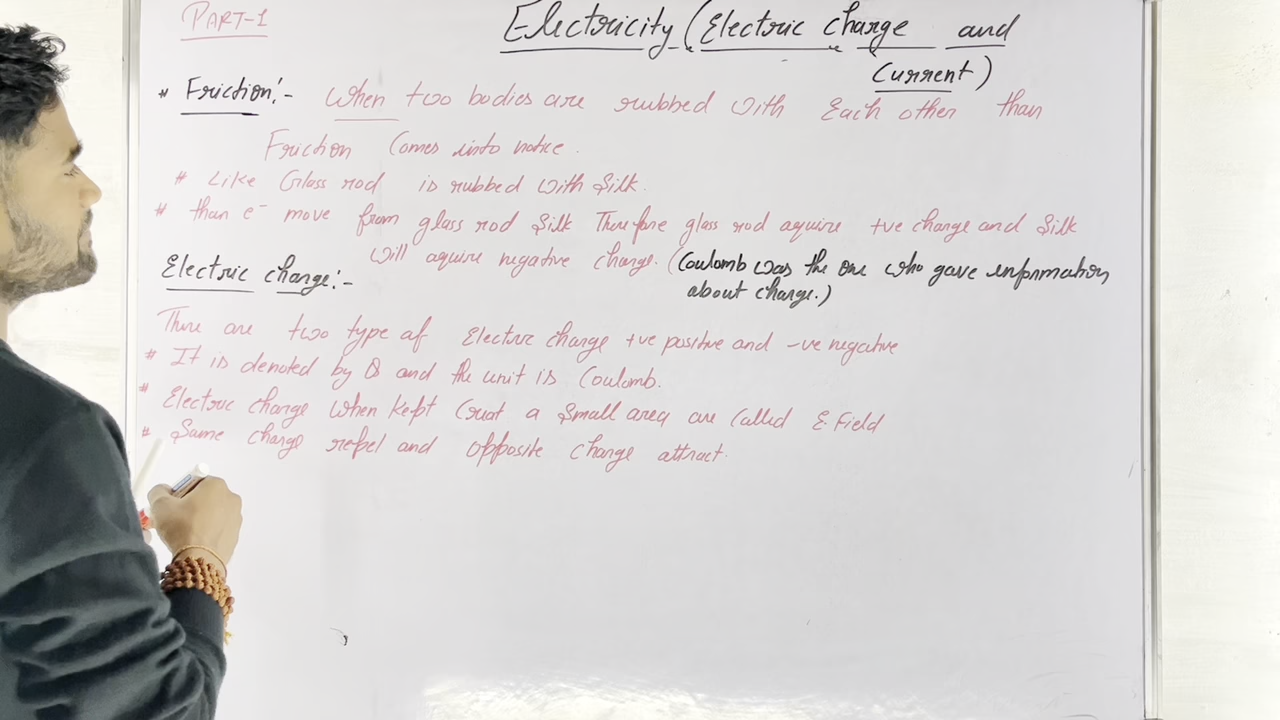 PART-1
Electricity (Electric charge and
Current)
* Friction:- When two bodies are rubbed with Each other than
Friction Comes into notice.
# Like Glass rod is rubbed with Silk.
# than e- move from glass rod Silk Therefore glass rod aquire +ve charge and Silk
will aquire negative charge. (Coulomb was the one who gave information
about charge.)
Electric charge:-
There are two type of Electric charge +ve positive and -ve negative
# It is denoted by Q and the unit is Coulomb.
# Electric charge when kept Creat a small area are Called E. Field
# Same charge repel and opposite charge attract.